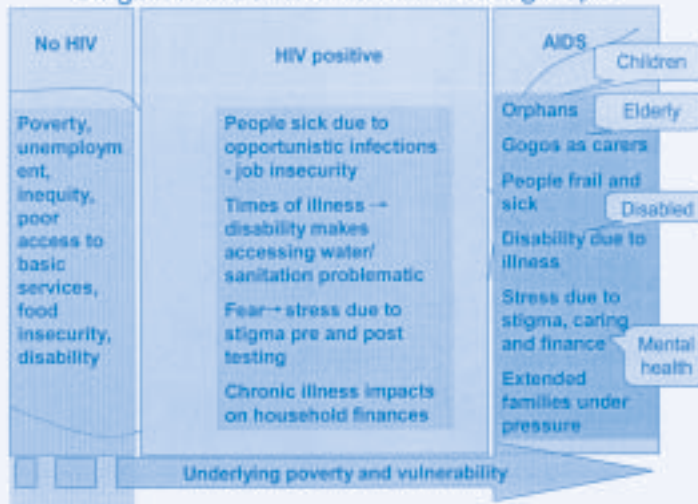 No HIV
HIV positive
AIDS
Children
Elderly
Disabled
Mental
health
Poverty,
unemploym
ent,
inequity,
poor
access to
basic
services,
food
insecurity,
disability
People sick due to
opportunistic infections
- job insecurity
Times of illness →
disability makes
accessing water/
sanitation problematic
Fear→ stress due to
stigma pre and post
testing
Chronic illness impacts
on household finances
Orphans
Gogos as carers
People frail and
sick
Disability due to
illness
Stress due to
stigma, caring
and finance
Extended
families under
pressure
Underlying poverty and vulnerability